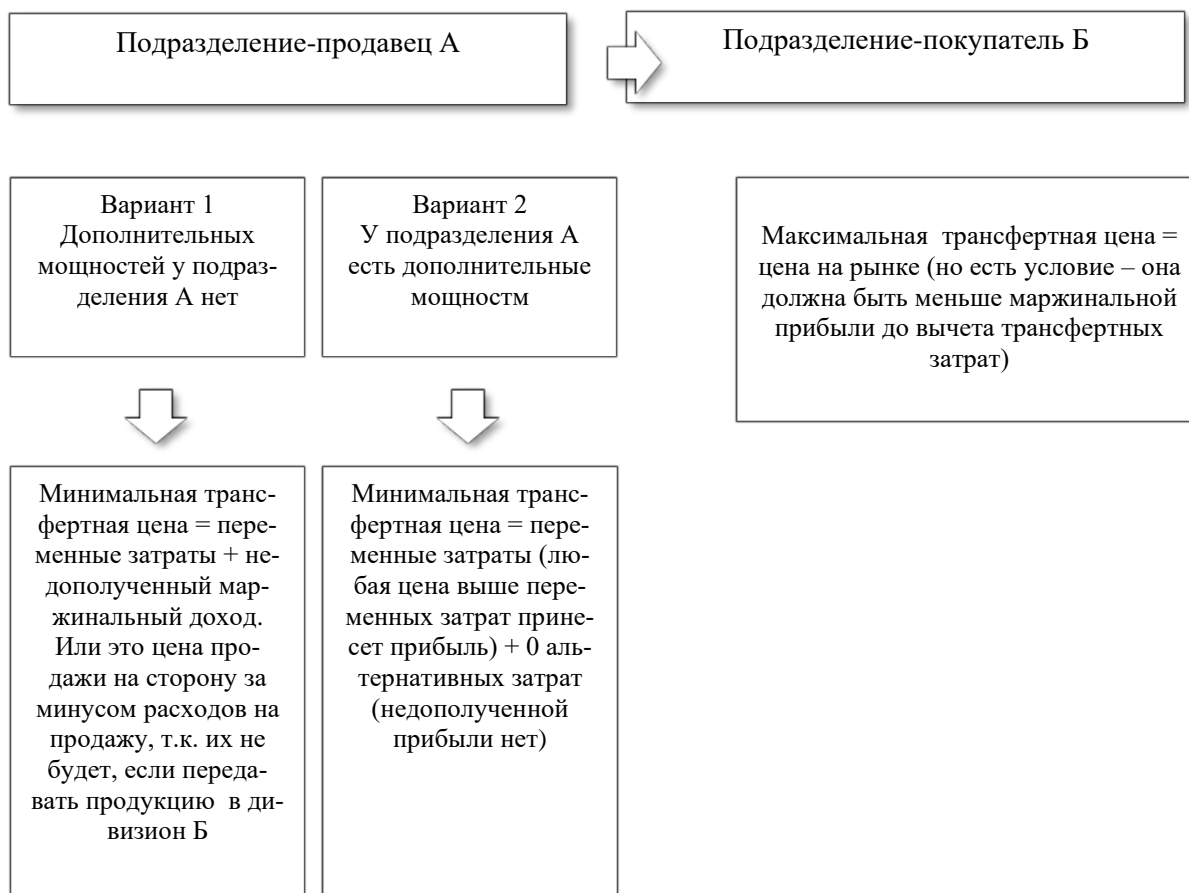 Подразделение-продавец А
Подразделение-покупатель Б
Вариант 1
Дополнительных
мощностей у подраз-
деления А нет
Вариант 2
У подразделения А
есть дополнительные
мощностм
Максимальная трансфертная цена =
цена на рынке (но есть условие – она
должна быть меньше маржинальной
прибыли до вычета трансфертных
затрат)
Минимальная транс-
фертная цена = пере-
менные затраты + не-
дополученный мар-
жинальный доход.
Или это цена про-
дажи на сторону за
минусом расходов на
продажу, т.к. их не
будет, если переда-
вать продукцию в ди-
визион Б
Минимальная транс-
фертная цена = пере-
менные затраты (лю-
бая цена выше пере-
менных затрат прине-
сет прибыль) + 0 аль-
тернативных затрат
(недополученной
прибыли нет)